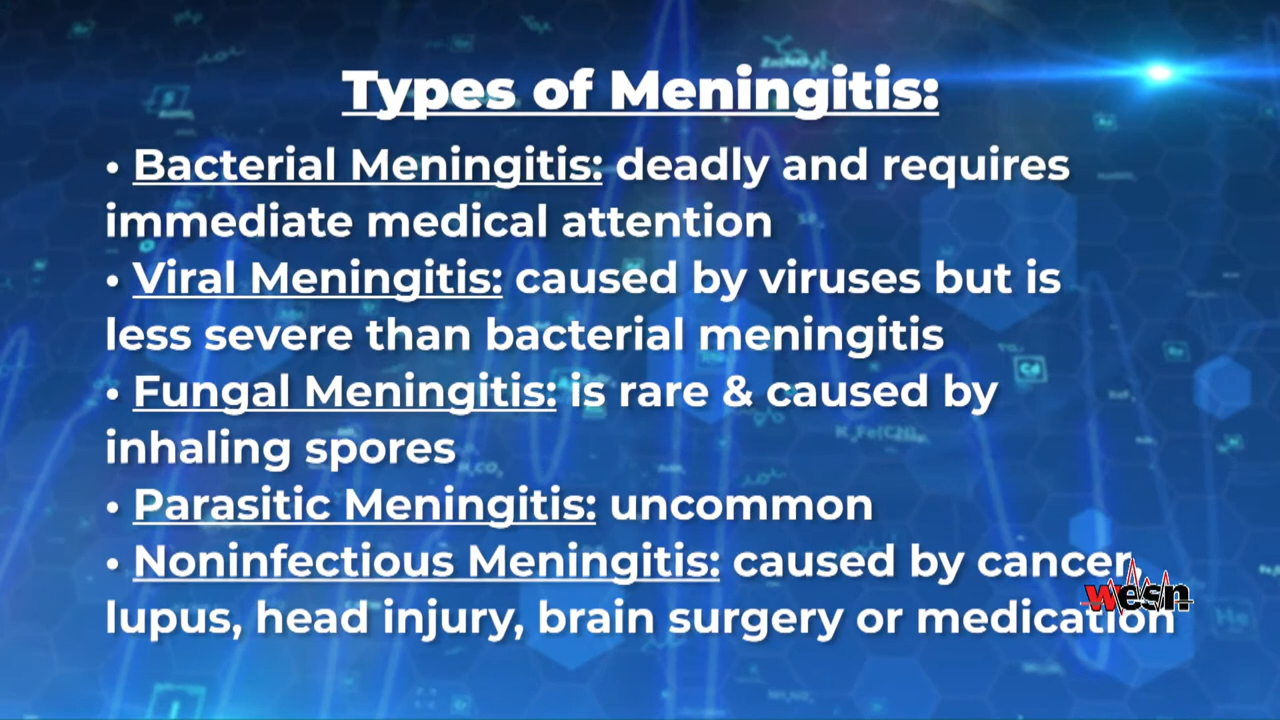 Types of Meningitis:
• Bacterial Meningitis: deadly and requires
immediate medical attention
• Viral Meningitis: caused by viruses but is
less severe than bacterial meningitis
• Fungal Meningitis: is rare & caused by
inhaling spores
• Parasitic Meningitis: uncommon
• Noninfectious Meningitis: caused by cancer,
wesn
lupus, head injury, brain surgery or medication
Cd